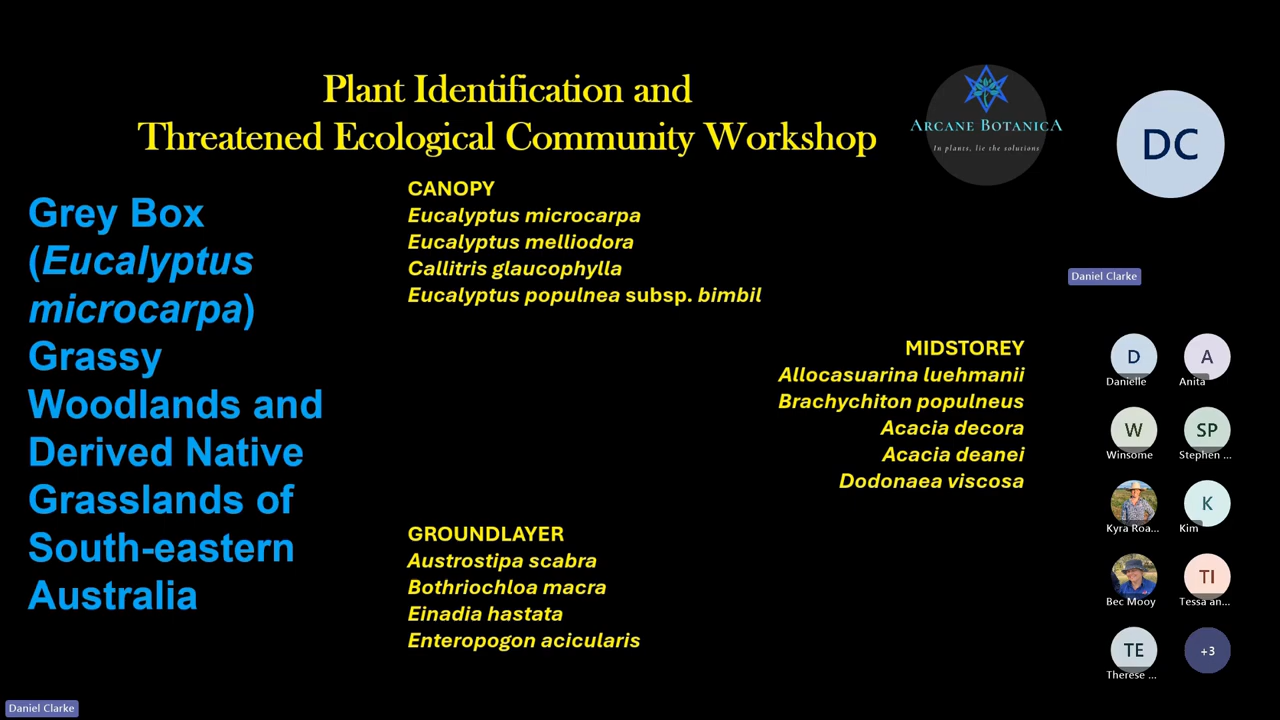 Plant Identification and
Threatened Ecological Community Workshop
ARCANE BOTANICA
In plants, lie the solutions
DC
Daniel Clarke
Grey Box
(Eucalyptus
microcarpa)
Grassy
Woodlands and
Derived Native
Grasslands of
South-eastern
Australia
CANOPY
Eucalyptus microcarpa
Eucalyptus melliodora
Callitris glaucophylla
Eucalyptus populnea subsp. bimbil
MIDSTOREY
Allocasuarina luehmanii
Brachychiton populneus
Acacia decora
Acacia deanei
Dodonaea viscosa
GROUNDLAYER
Austrostipa scabra
Bothriochloa macra
Einadia hastata
Enteropogon acicularis
D
Danielle
A
Anita
W
Winsome
SP
Stephen ...
Kyra Roa...
K
Kim
Bec Mooy
TI
Tessa an...
TE
Therese ...
+3
Daniel Clarke